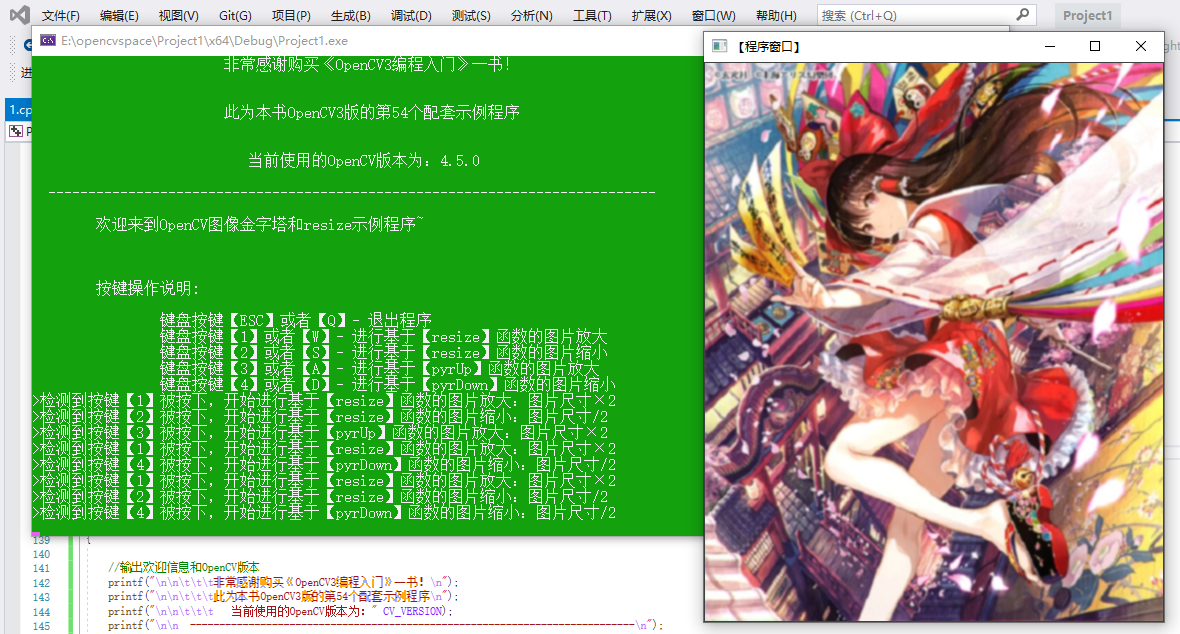 文件(F) 编辑(E) 视图(V) Git(G) 项目(P) 生成(B) 调试(D) 测试(S) 分析(N) 工具(T) 扩展(X) 窗口(W) 帮助(H) 搜索 (Ctrl+Q) Project1
E:\opencvspace\Project1\x64\Debug\Project1.exe
【程序窗口】
进
1.cp
非常感谢购买《OpenCV3编程入门》一书!
此为本书OpenCV3版的第54个配套示例程序
当前使用的OpenCV版本为: 4.5.0
----------------------------------------------------------------------------
欢迎来到OpenCV图像金字塔和resize示例程序~
按键操作说明:
键盘按键【ESC】或者【Q】- 退出程序
键盘按键【1】或者【W】- 进行基于【resize】函数的图片放大
键盘按键【2】或者【S】- 进行基于【resize】函数的图片缩小
键盘按键【3】或者【A】- 进行基于【pyrUp】函数的图片放大
键盘按键【4】或者【D】- 进行基于【pyrDown】函数的图片缩小
>检测到按键【1】被按下，开始进行基于【resize】函数的图片放大：图片尺寸×2
>检测到按键【2】被按下，开始进行基于【resize】函数的图片缩小：图片尺寸/2
>检测到按键【3】被按下，开始进行基于【pyrUp】函数的图片放大：图片尺寸×2
>检测到按键【1】被按下，开始进行基于【resize】函数的图片放大：图片尺寸×2
>检测到按键【4】被按下，开始进行基于【pyrDown】函数的图片缩小：图片尺寸/2
>检测到按键【1】被按下，开始进行基于【resize】函数的图片放大：图片尺寸×2
>检测到按键【2】被按下，开始进行基于【resize】函数的图片缩小：图片尺寸/2
>检测到按键【4】被按下，开始进行基于【pyrDown】函数的图片缩小：图片尺寸/2
139 {
140
141 //输出欢迎信息和OpenCV版本
142 printf("\n\n\t\t\t非常感谢购买《OpenCV3编程入门》一书！\n");
143 printf("\n\n\t\t\t此为本书OpenCV3版的第54个配套示例程序\n");
144 printf("\n\n\t\t\t 当前使用的OpenCV版本为：" CV_VERSION);
145 printf("\n\n ----------------------------------------------------------------------------\n");